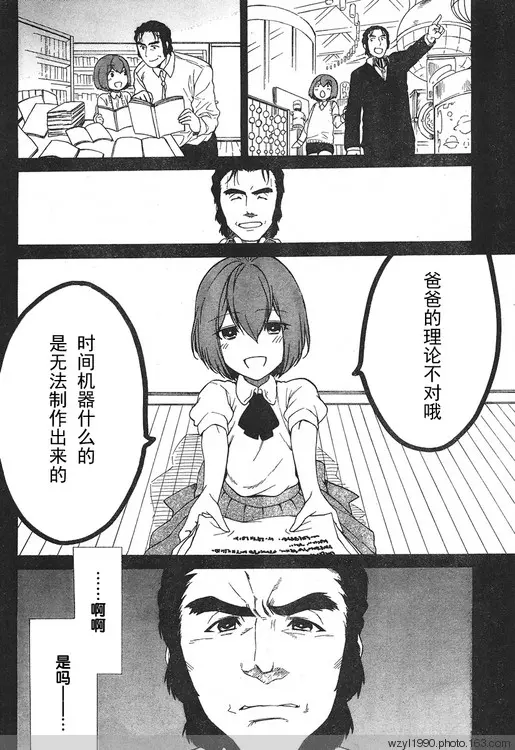 爸爸的理论不对哦
时间机器什么的
是无法制作出来的
……啊啊
是吗——…
wzyl1990.photo.163.com